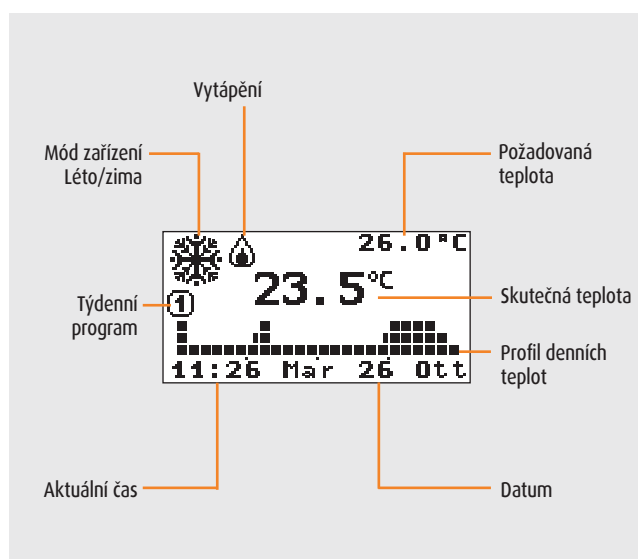 Vytápění
Mód zařízení
Léto/zima
Požadovaná
teplota
26.0°C
23.5°C
1
Týdenní
program
Skutečná teplota
Profil denních
teplot
11:26 Mar 26 Ott
Aktuální čas
Datum